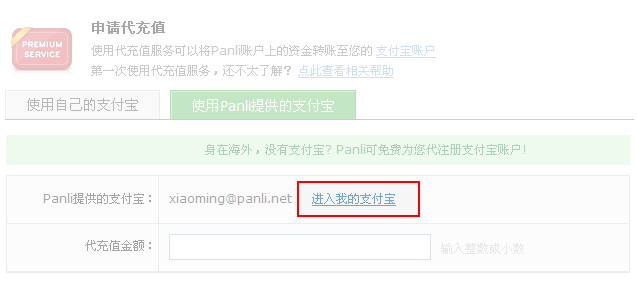 申请代充值
PREMIUM
SERVICE
使用代充值服务可以将Panli账户上的资金转账至您的 支付宝账户
第一次使用代充值服务，还不太了解？ 点此查看相关帮助
使用自己的支付宝
使用Panli提供的支付宝
身在海外，没有支付宝? Panli可免费为您代注册支付宝账户!
Panli提供的支付宝： xiaoming@panli.net 进入我的支付宝
代充值金额： 输入整数或小数